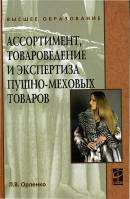 ВЫСШЕЕ ОБРАЗОВАНИЕ
АССОРТИМЕНТ,
ТОВАРОВЕДЕНИЕ
И ЭКСПЕРТИЗА
ПУШНО-МЕХОВЫХ
ТОВАРОВ
Л.В. Орленко